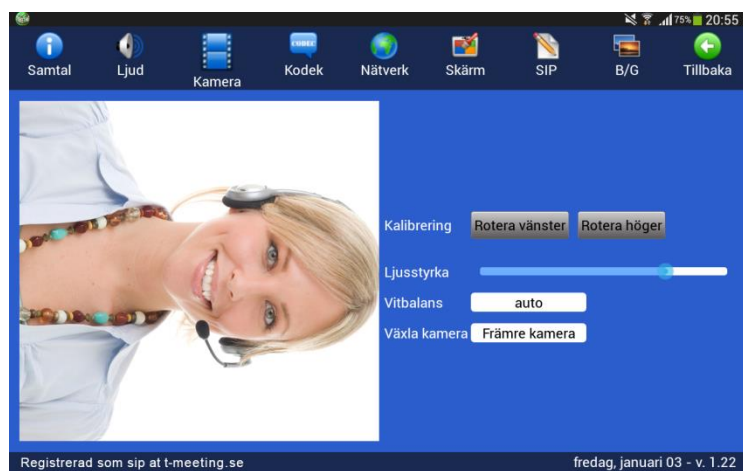 75% 20:55
Samtal Ljud Kamera CODEC Kodek Nätverk Skärm SIP B/G Tillbaka
Kalibrering Rotera vänster Rotera höger
Ljusstyrka
Vitbalans auto
Växla kamera Främre kamera
Registrerad som sip at t-meeting.se fredag, januari 03 - v. 1.22